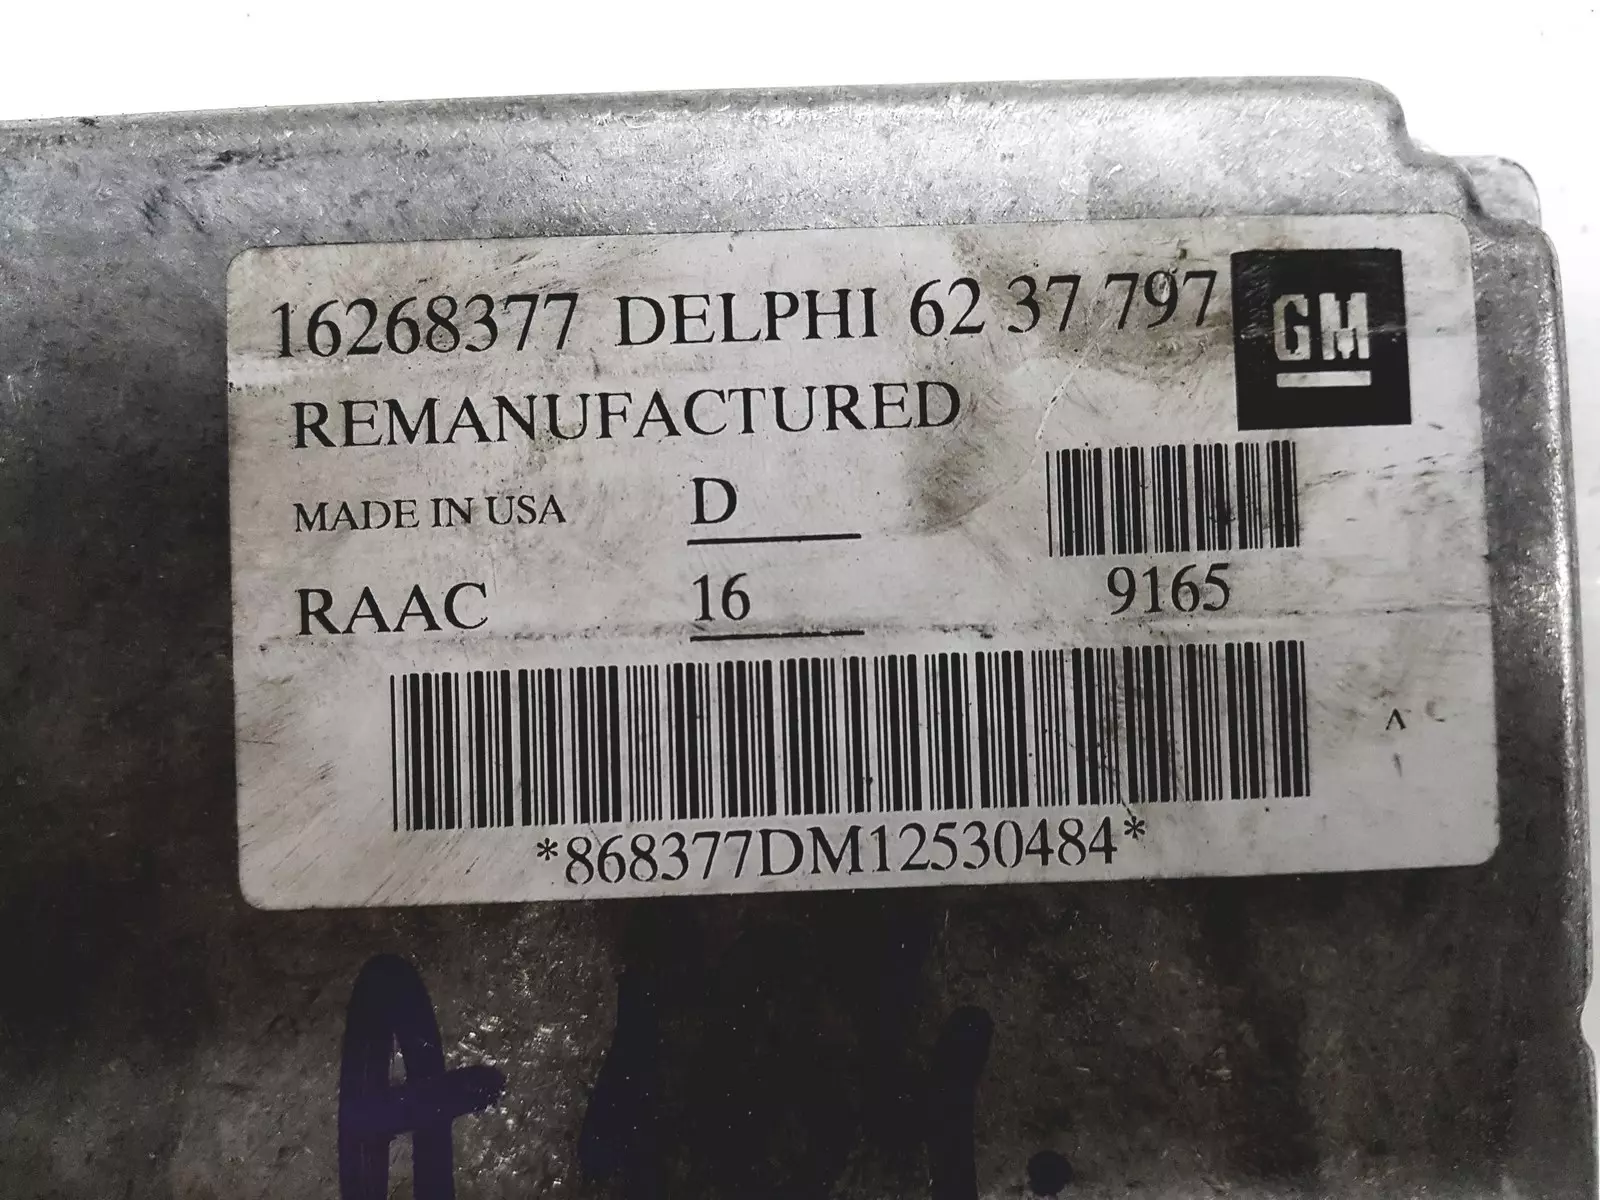 16268377 DELPHI 62 37 797
GM
REMANUFACTURED
MADE IN USA D
RAAC 16
9165
*868377DM12530484*
A